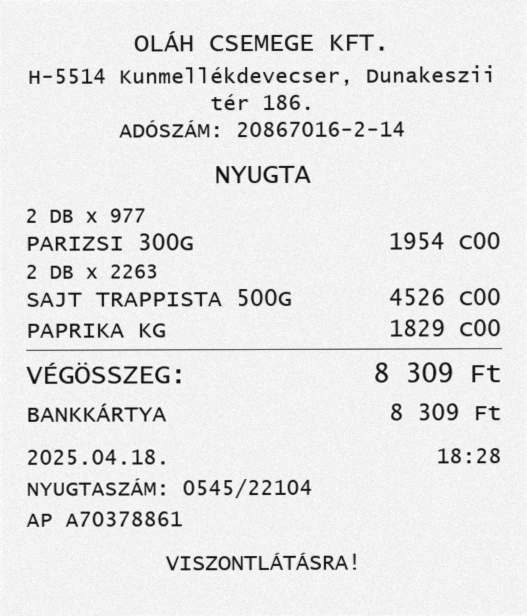 OLÁH CSEMEGE KFT.
H-5514 Kunmellékdevecser, Dunakeszii
tér 186.
ADÓSZÁM: 20867016-2-14
NYUGTA
2 DB x 977
PARIZSI 300G 1954 C00
2 DB x 2263
SAJT TRAPPISTA 500G 4526 C00
PAPRIKA KG 1829 C00
VÉGÖSSZEG: 8 309 Ft
BANKKÁRTYA 8 309 Ft
2025.04.18. 18:28
NYUGTASZÁM: 0545/22104
AP A70378861
VISZONTLÁTÁSRA!